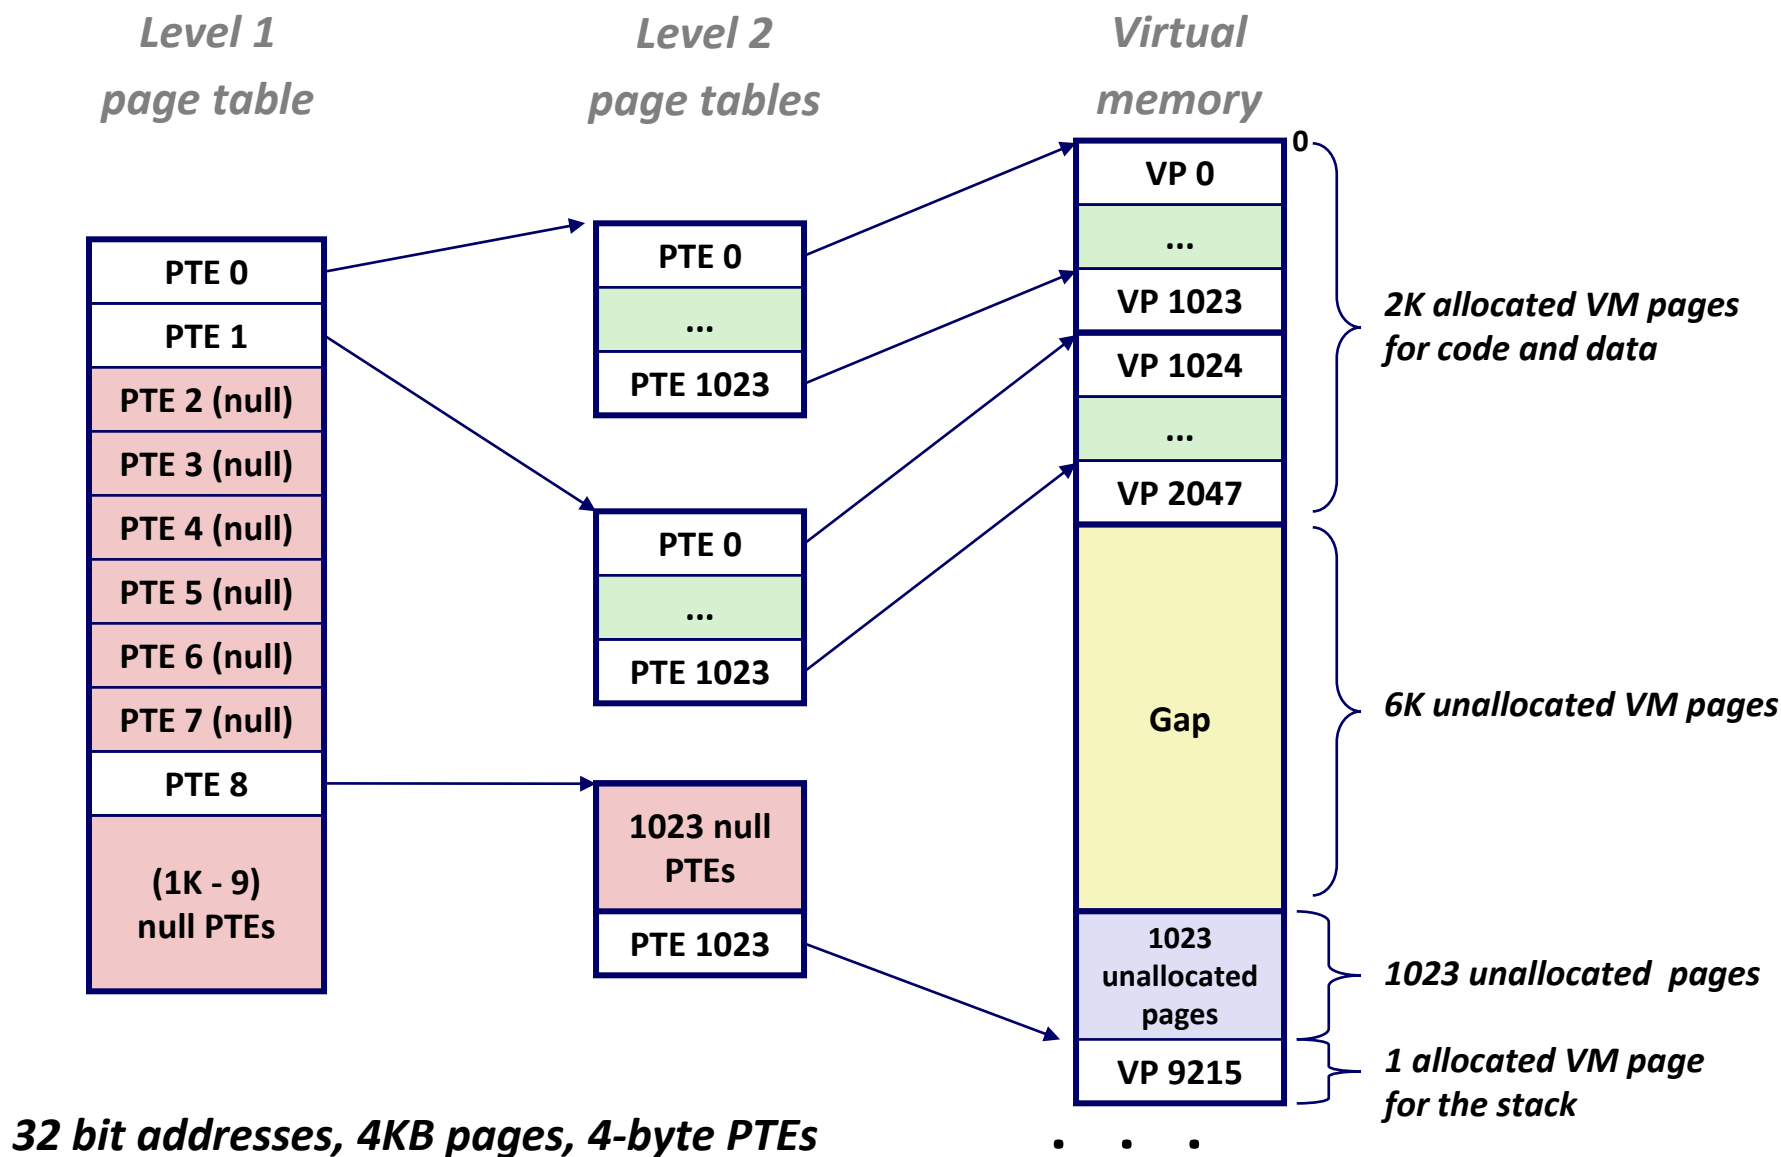 Level 1
page table
Level 2
page tables
Virtual
memory
PTE 0
PTE 1
PTE 2 (null)
PTE 3 (null)
PTE 4 (null)
PTE 5 (null)
PTE 6 (null)
PTE 7 (null)
PTE 8
(1K - 9)
null PTEs
PTE 0
...
PTE 1023
PTE 0
...
PTE 1023
1023 null
PTEs
PTE 1023
0
VP 0
...
VP 1023
VP 1024
...
VP 2047
Gap
1023
unallocated
pages
VP 9215
2K allocated VM pages
for code and data
6K unallocated VM pages
1023 unallocated  pages
1 allocated VM page
for the stack
32 bit addresses, 4KB pages, 4-byte PTEs
. . .